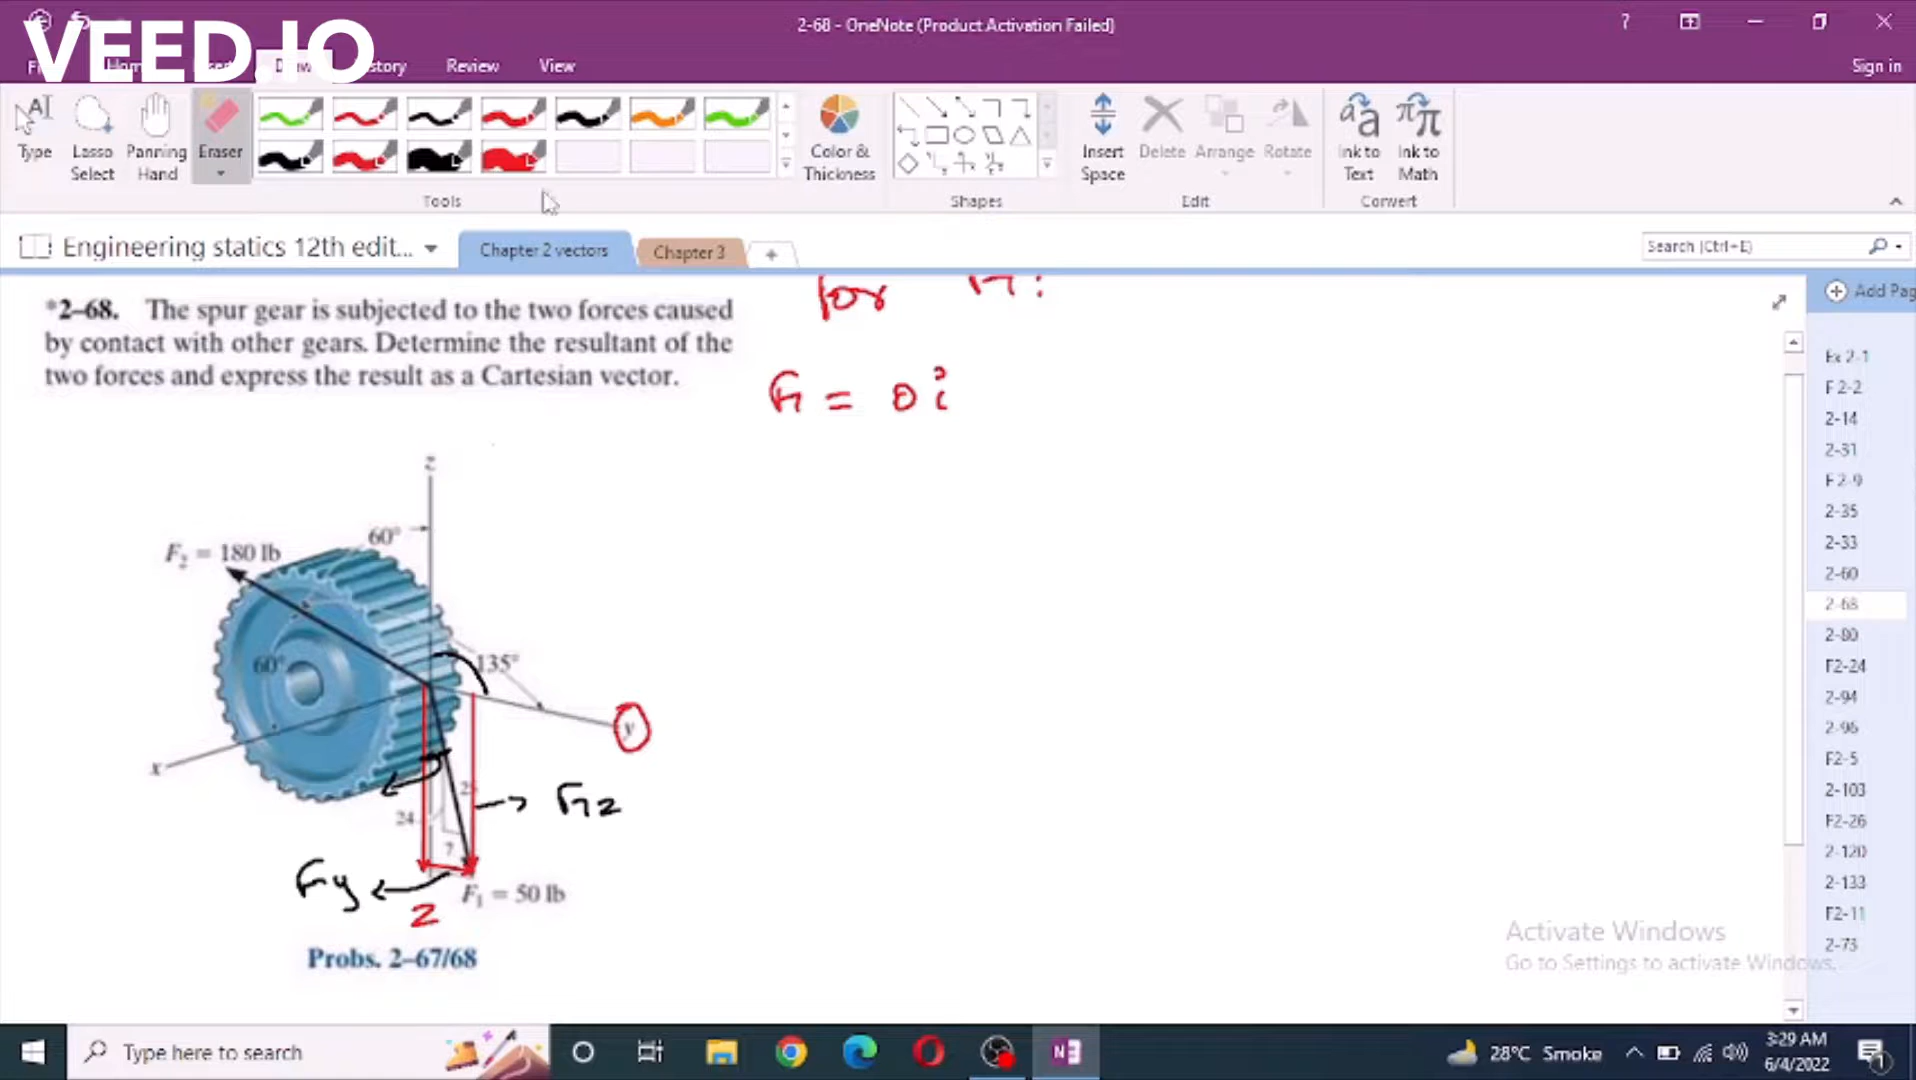 VEED.IO
2-68 - OneNote (Product Activation Failed)
?
Review
View
Sign in
Type
Lasso Select
Panning Hand
Eraser
Color & Thickness
Insert Space
Delete
Arrange
Rotate
Ink to Text
Ink to Math
Tools
Shapes
Edit
Convert
Engineering statics 12th edit...
Chapter 2 vectors
Chapter 3
+
Search (Ctrl+E)
*2–68. The spur gear is subjected to the two forces caused
by contact with other gears. Determine the resultant of the
two forces and express the result as a Cartesian vector.
for F1:
F1 = 0 i
z
60°
F2 = 180 lb
135°
60°
y
x
25
24
7
F1z
F1y
F1 = 50 lb
z
Probs. 2–67/68
Add Pag
Ex 2-1
F 2-2
2-14
2-31
F 2-9
2-35
2-33
2-60
2-68
2-80
F2-24
2-94
2-96
F2-5
2-103
F2-26
2-120
2-133
F2-11
2-73
Activate Windows
Go to Settings to activate Windows.
Type here to search
28°C Smoke
3:29 AM
6/4/2022
1